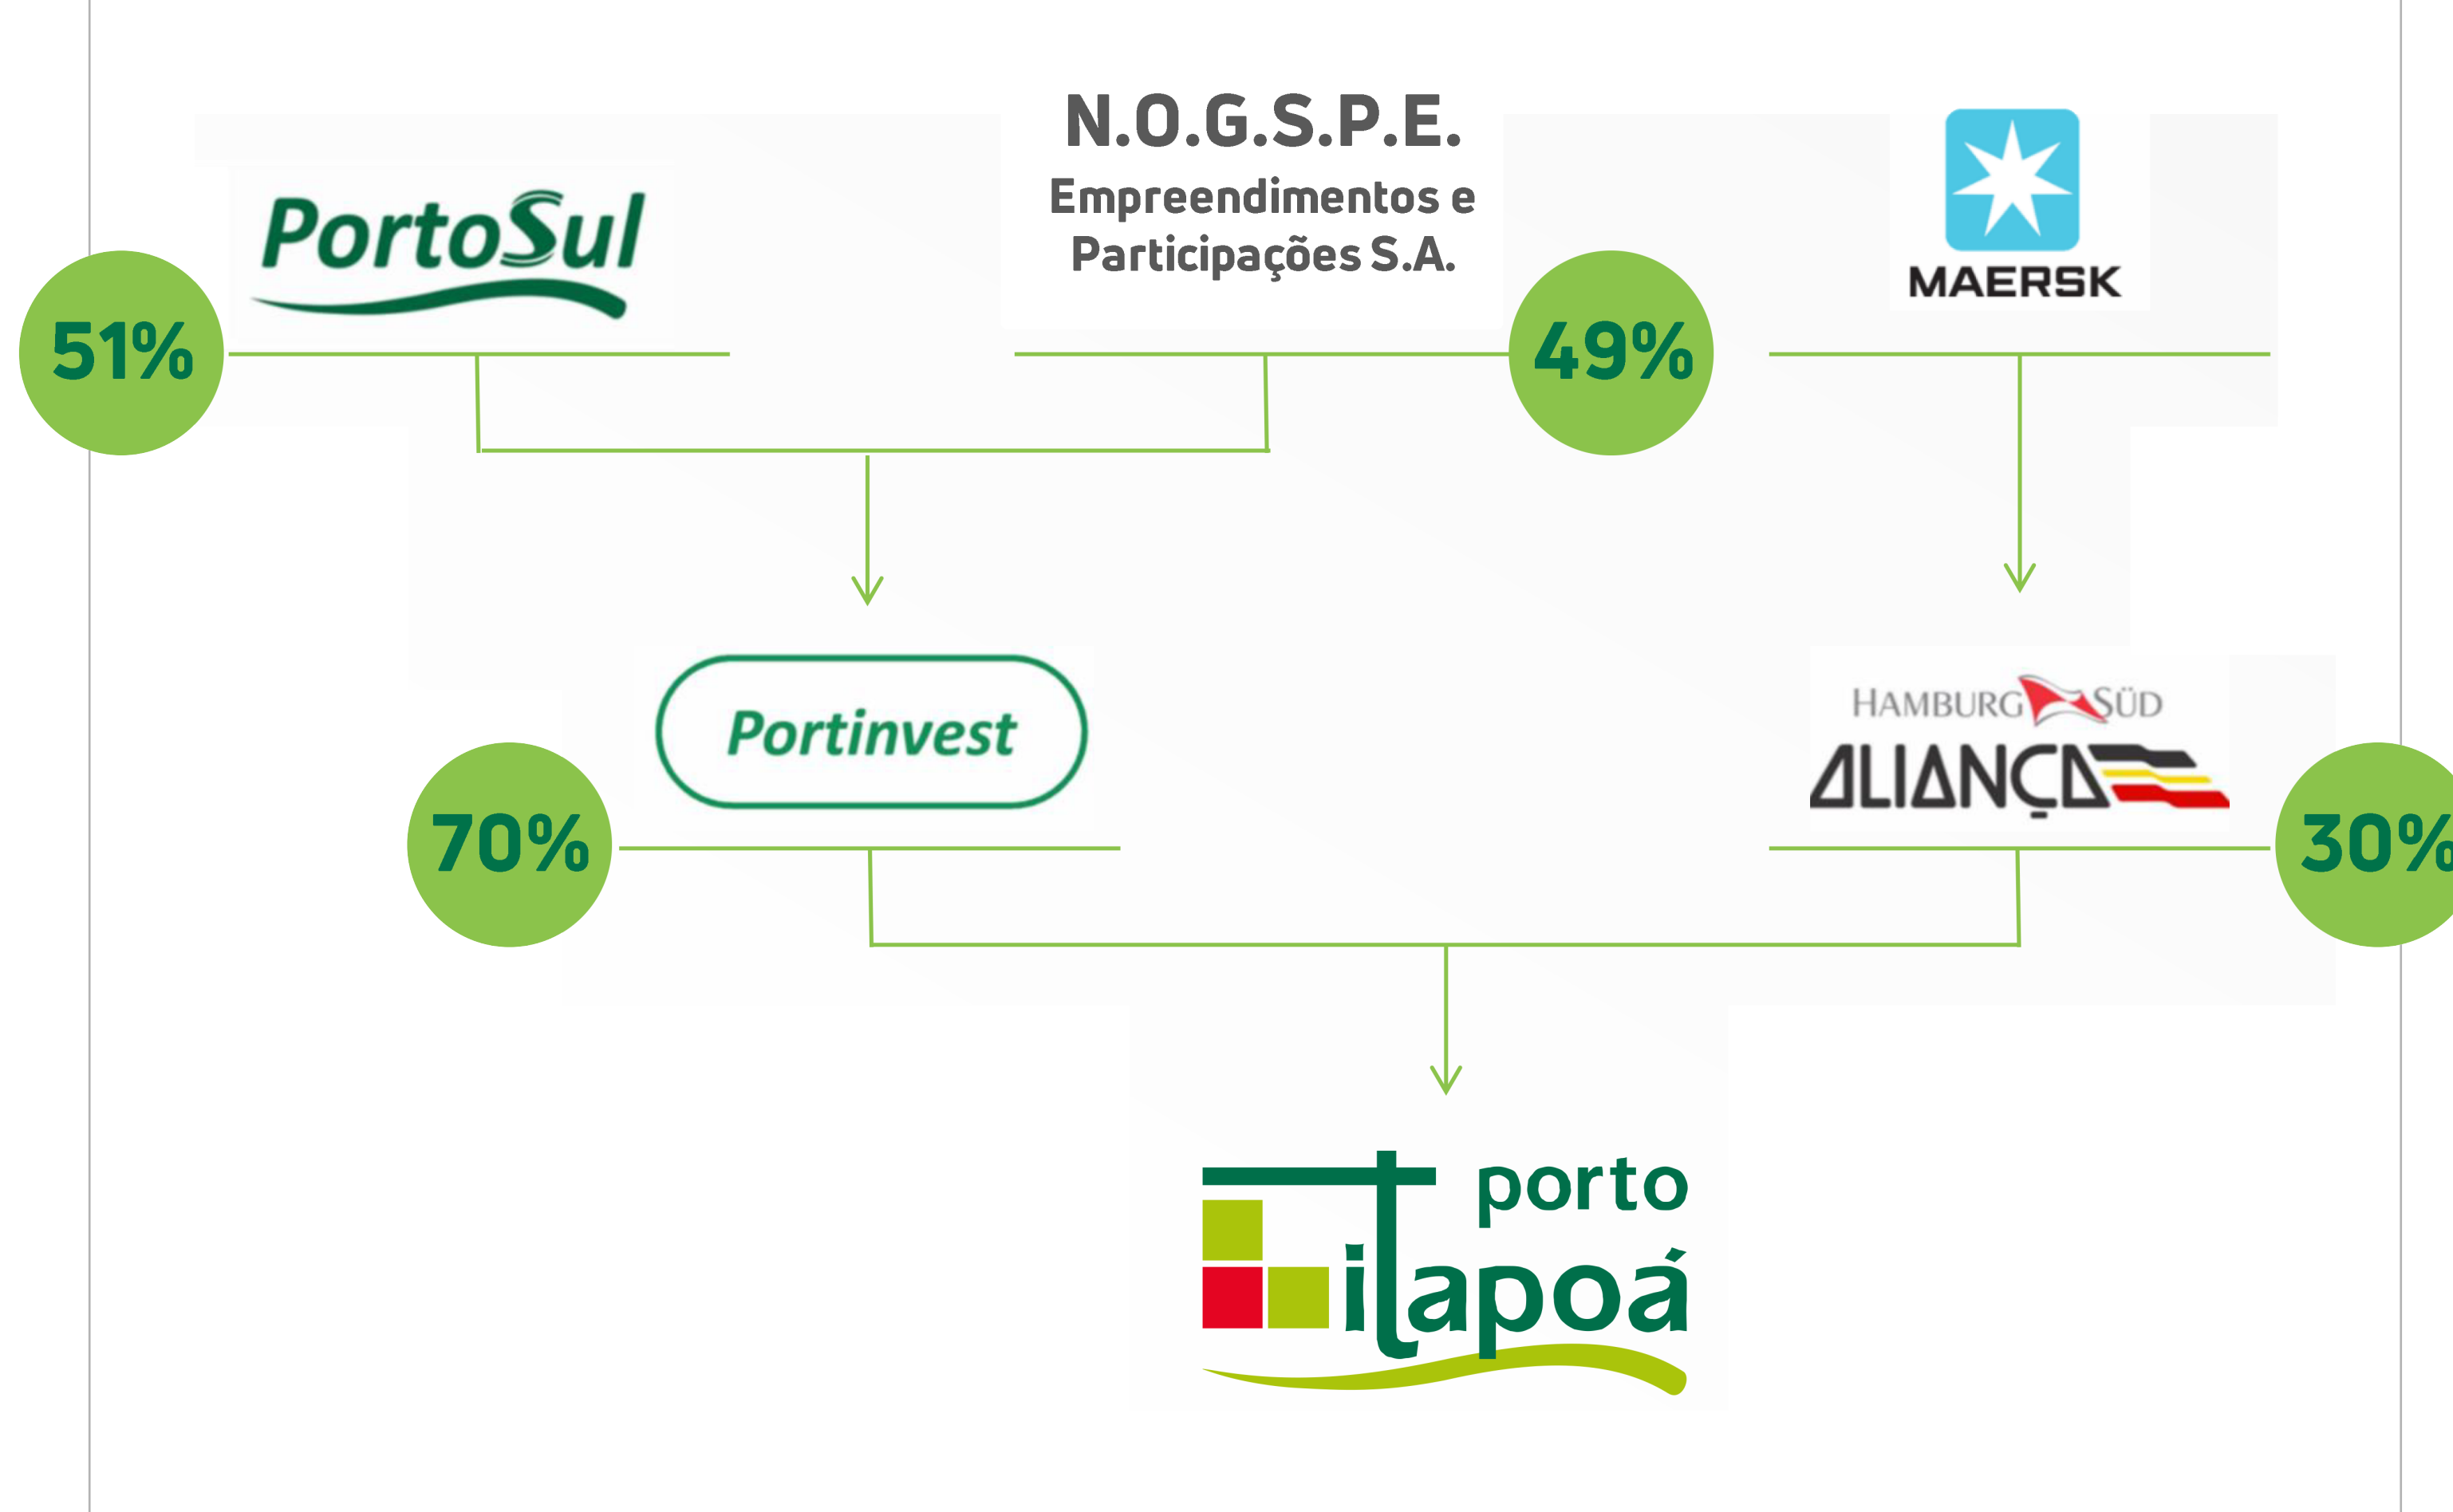 PortoSul
N.O.G.S.P.E.
Empreendimentos e
Participações S.A.
MAERSK
51%
49%
Portinvest
HAMBURG SÜD
ALIANÇA
70%
30%
porto
itapoá